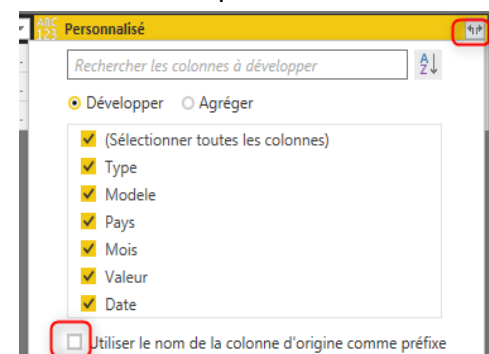 ABC
123 Personnalisé
Rechercher les colonnes à développer
A
Z
Développer Agréger
(Sélectionner toutes les colonnes)
Type
Modele
Pays
Mois
Valeur
Date
Utiliser le nom de la colonne d'origine comme préfixe